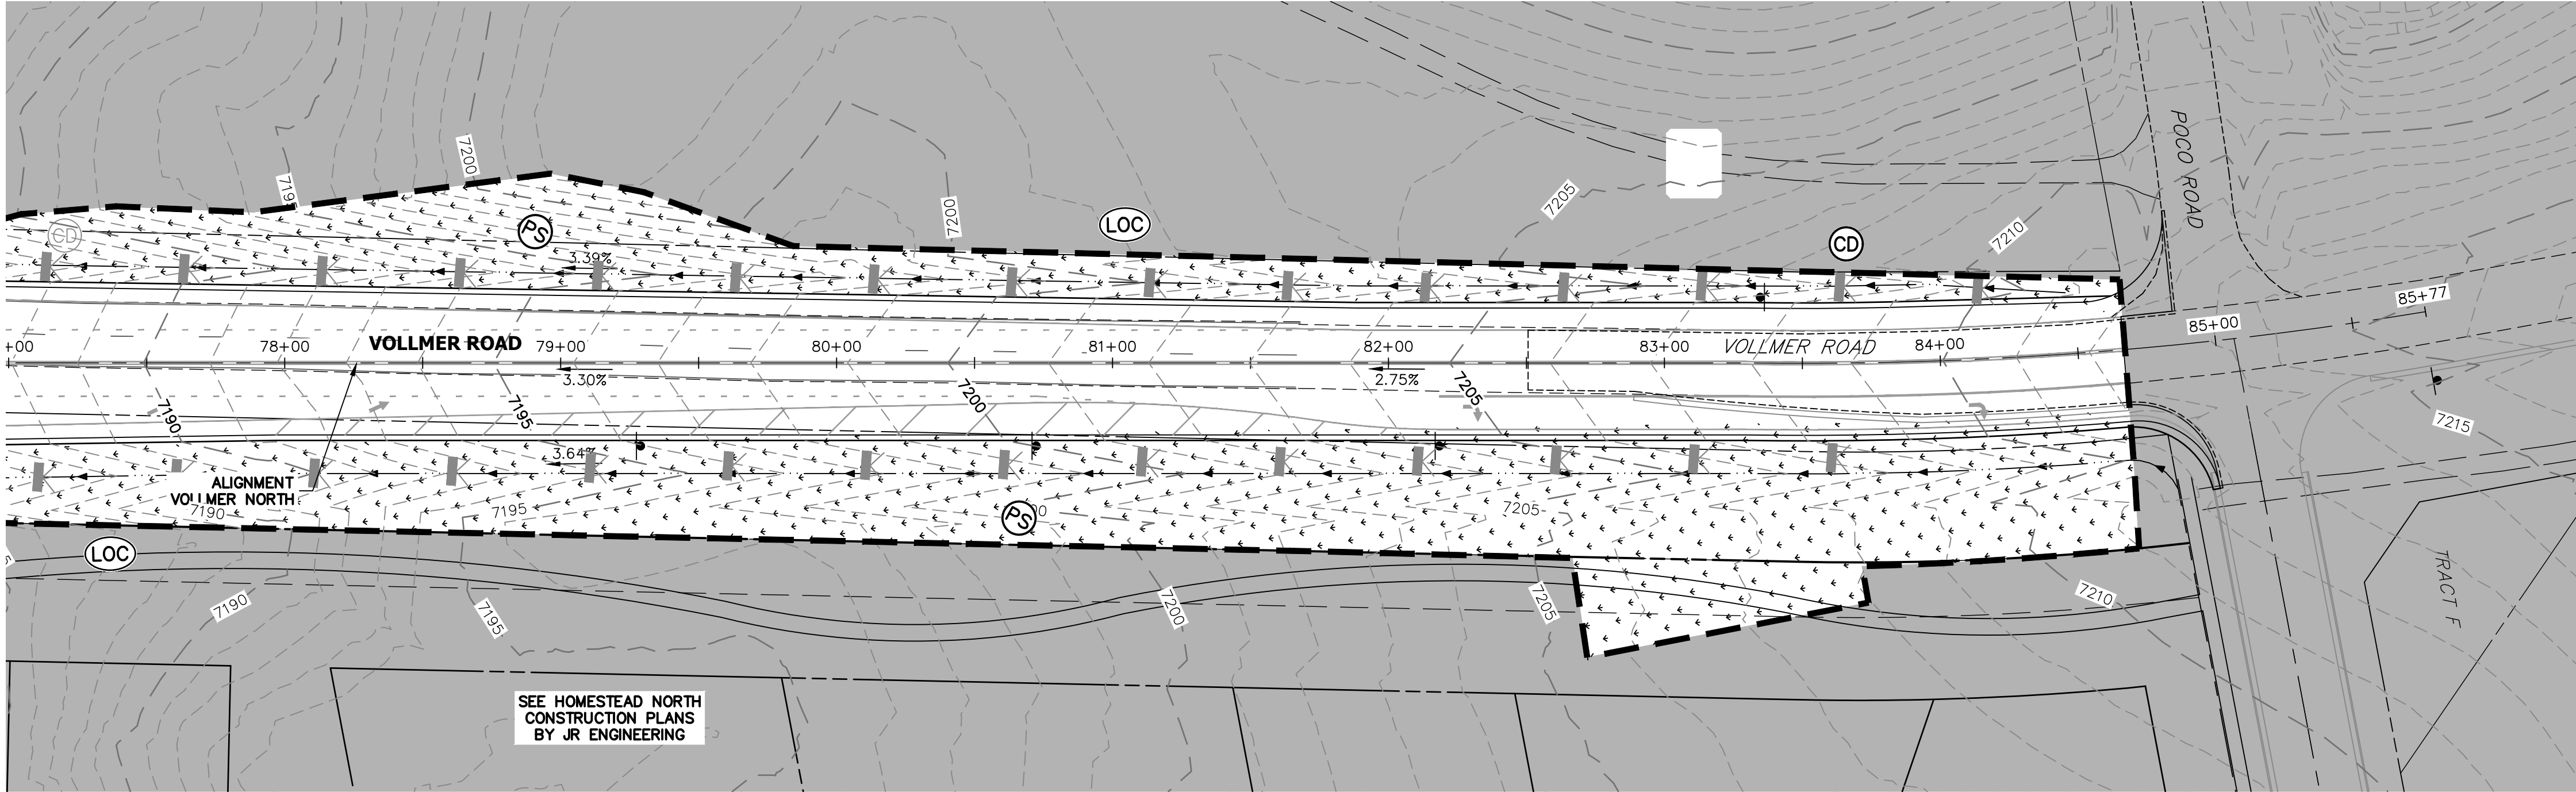 POCO ROAD
7200
7195
7200
7205
7210
LOC
PS
CD
CD
3.39%
85+77
85+00
+00
78+00
VOLLMER ROAD
79+00
80+00
81+00
82+00
83+00
VOLLMER ROAD
84+00
3.30%
2.75%
7190
7195
7200
7205
7215
3.64%
ALIGNMENT
VOLLMER NORTH
7190
7195
PS
7205
LOC
7190
7195
7200
7205
7210
TRACT F
SEE HOMESTEAD NORTH
CONSTRUCTION PLANS
BY JR ENGINEERING